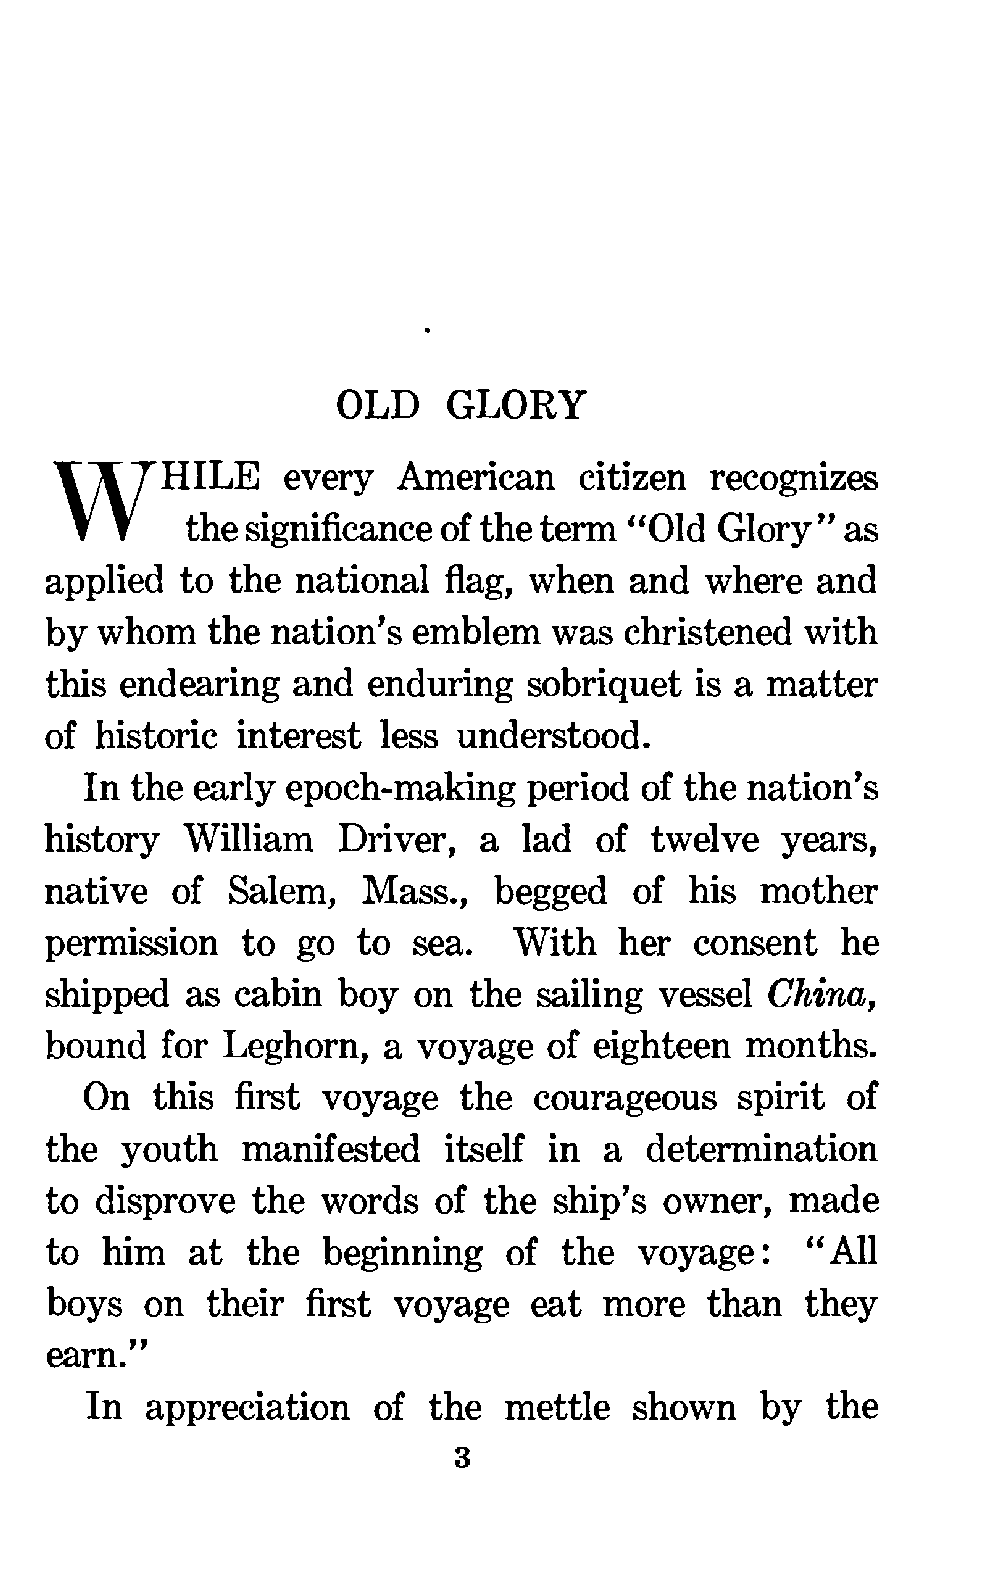 OLD GLORY
WHILE every American citizen recognizes
the significance of the term “Old Glory” as
applied to the national flag, when and where and
by whom the nation’s emblem was christened with
this endearing and enduring sobriquet is a matter
of historic interest less understood.
In the early epoch-making period of the nation’s
history William Driver, a lad of twelve years,
native of Salem, Mass., begged of his mother
permission to go to sea. With her consent he
shipped as cabin boy on the sailing vessel China,
bound for Leghorn, a voyage of eighteen months.
On this first voyage the courageous spirit of
the youth manifested itself in a determination
to disprove the words of the ship’s owner, made
to him at the beginning of the voyage: “All
boys on their first voyage eat more than they
earn.”
In appreciation of the mettle shown by the
3